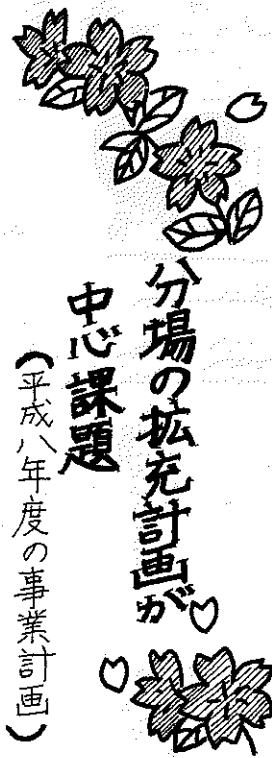 分場の拡充計画が
中心課題
(平成八年度の事業計画)